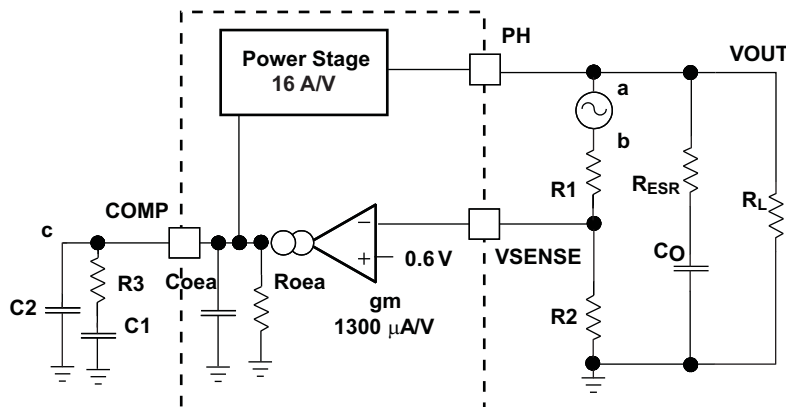 PH
VOUT
Power Stage
16 A/V
a
b
R1
RESR
RL
COMP
c
VSENSE
0.6 V
−
+
Coea
Roea
CO
R3
C2
C1
gm
1300 μA/V
R2